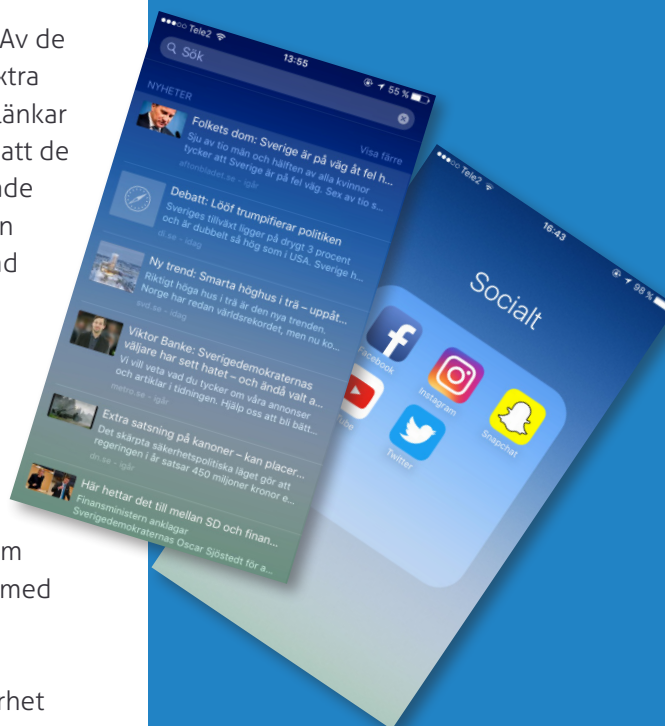 Av de
xtra
änkar
att de
nde
n
nd
m
med
rhet
Tele2
13:55
55 %
Sök
NYHETER
Visa färre
Folkets dom: Sverige är på väg åt fel h...
Sju av tio män och hälften av alla kvinnor
tycker att Sverige är på fel väg. Sex av tio s...
aftonbladet.se - igår
Debatt: Lööf trumpifierar politiken
Sveriges tillväxt ligger på drygt 3 procent
och är dubbelt så hög som i USA. Sverige h...
di.se - idag
Ny trend: Smarta höghus i trä – uppåt...
Riktigt höga hus i trä är den nya trenden.
Norge har redan världsrekordet, men nu ko...
svd.se - idag
Viktor Banke: Sverigedemokraternas
väljare har sett hatet – och ändå valt a...
Vi vill veta vad du tycker om våra annonser
och artiklar i tidningen. Hjälp oss att bli bätt...
metro.se - igår
Extra satsning på kanoner – kan placer...
Det skärpta säkerhetspolitiska läget gör att
regeringen i år satsar 450 miljoner kronor e...
dn.se - igår
Här hettar det till mellan SD och finan...
Finansministern anklagar
Sverigedemokraternas Oscar Sjöstedt för a...
Tele2
16:43
98 %
Socialt
Facebook
Instagram
Snapchat
ube
Twitter